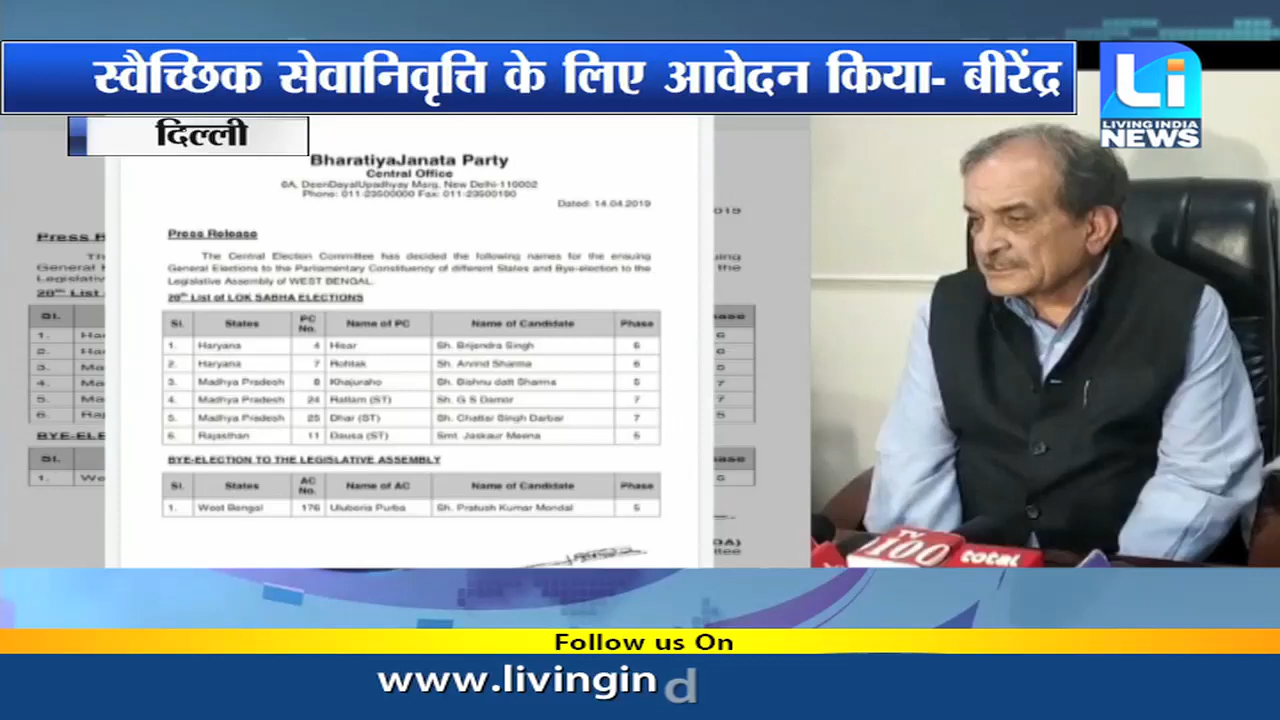 स्वैच्छिक सेवानिवृत्ति के लिए आवेदन किया- बीरेंद्र
Li
LIVING INDIA
NEWS
दिल्ली
BharatiyaJanata Party
Central Office
6A, DeenDayalUpadhyay Marg, New Delhi-110002
Phone: 011-23500000 Fax: 011-23500190
Dated: 14.04.2019
Press Release
The Central Election Committee has decided the following names for the ensuing
General Elections to the Parliamentary Constituency of different States and Bye-election to the
Legislative Assembly of WEST BENGAL.
20th List of LOK SABHA ELECTIONS
Sl. States PC No. Name of PC Name of Candidate Phase
1. Haryana 4 Hisar Sh. Brijendra Singh 6
2. Haryana 7 Rohtak Sh. Arvind Sharma 6
3. Madhya Pradesh 8 Khajuraho Sh. Bishnu datt Sharma 5
4. Madhya Pradesh 24 Ratlam (ST) Sh. G S Damor 7
5. Madhya Pradesh 25 Dhar (ST) Sh. Chattar Singh Darbar 7
6. Rajasthan 11 Dausa (ST) Smt. Jaskaur Meena 5
BYE-ELECTION TO THE LEGISLATIVE ASSEMBLY
Sl. States AC No. Name of AC Name of Candidate Phase
1. West Bengal 176 Uluberia Purba Sh. Pratush Kumar Mondal 5
TV
100
total
Follow us On
www.livingind